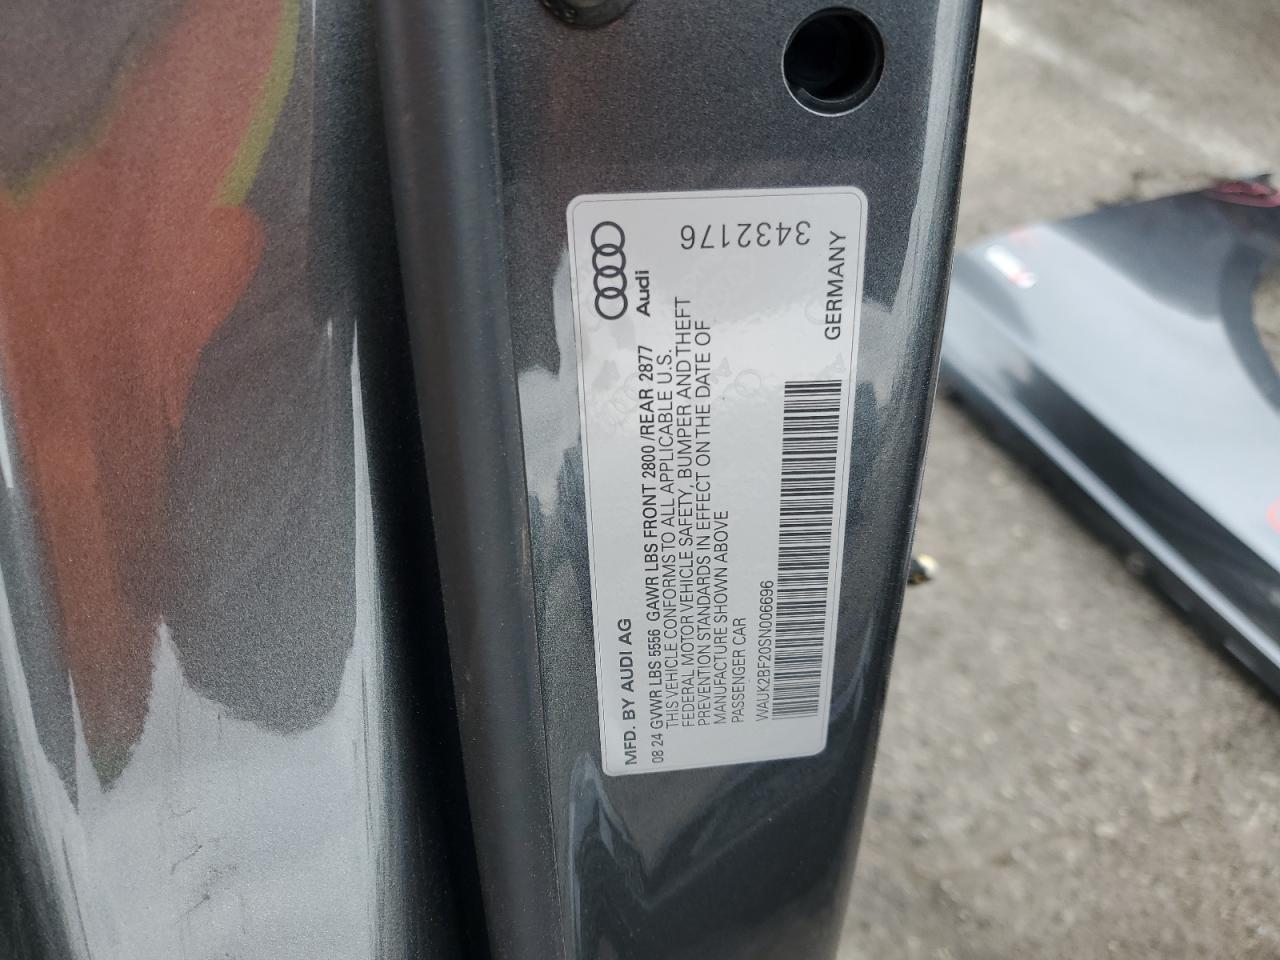 MFD. BY AUDI AG
Audi
08 24 GVWR LBS 5556 GAWR LBS FRONT 2800/REAR 2877
THIS VEHICLE CONFORMS TO ALL APPLICABLE U.S.
FEDERAL MOTOR VEHICLE SAFETY, BUMPER AND THEFT
PREVENTION STANDARDS IN EFFECT ON THE DATE OF
MANUFACTURE SHOWN ABOVE
PASSENGER CAR
WAUK2BF20SN006696
3432176
GERMANY